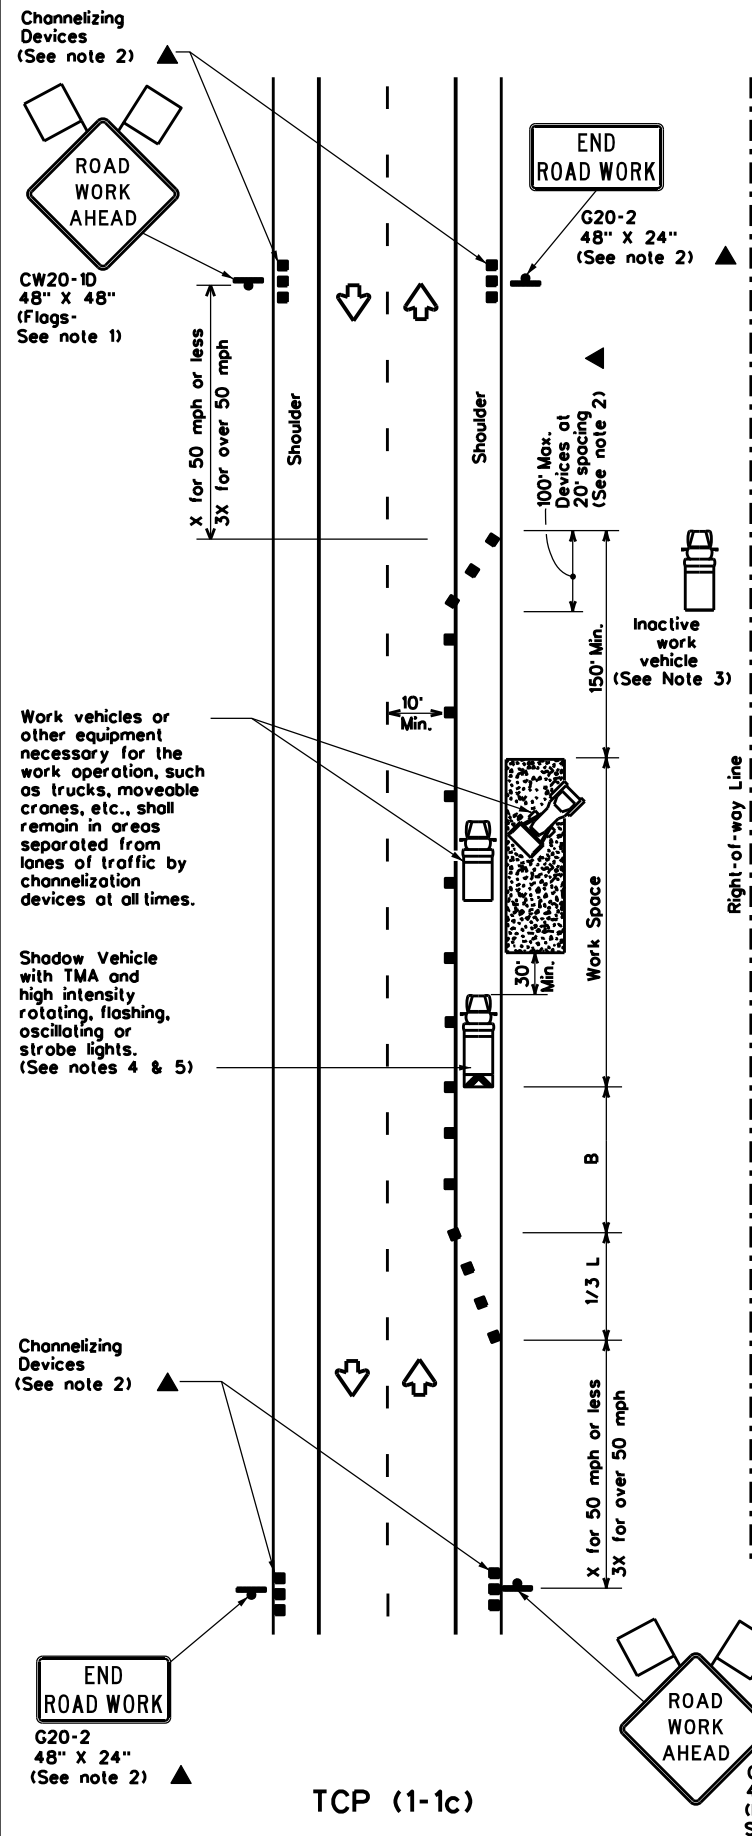 Channelizing
Devices
(See note 2)
ROAD
WORK
AHEAD
CW20-1D
48" X 48"
(Flags-
See note 1)
END
ROAD WORK
G20-2
48" X 24"
(See note 2)
X for 50 mph or less
3X for over 50 mph
Shoulder
Shoulder
100' Max.
Devices at
20' spacing
(See note 2)
150' Min.
Inactive
work
vehicle
(See Note 3)
10'
Min.
Work vehicles or
other equipment
necessary for the
work operation, such
as trucks, moveable
cranes, etc., shall
remain in areas
separated from
lanes of traffic by
channelization
devices at all times.
Right-of-way Line
Work Space
30'
Min.
Shadow Vehicle
with TMA and
high intensity
rotating, flashing,
oscillating or
strobe lights.
(See notes 4 & 5)
B
1/3 L
Channelizing
Devices
(See note 2)
X for 50 mph or less
3X for over 50 mph
END
ROAD WORK
G20-2
48" X 24"
(See note 2)
ROAD
WORK
AHEAD
TCP (1-1c)